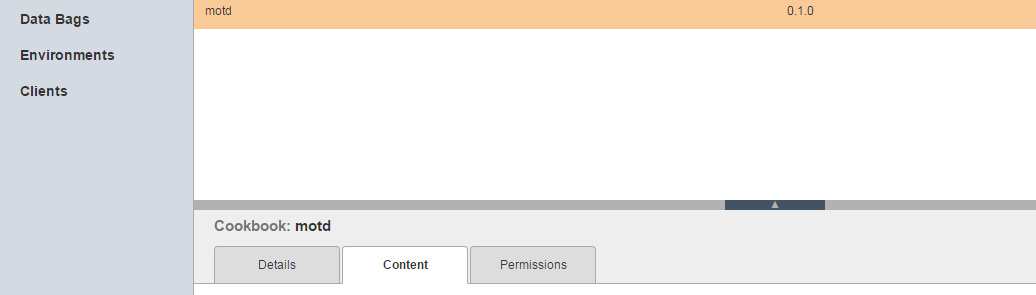 Data Bags
Environments
Clients
motd 0.1.0
Cookbook: motd
Details Content Permissions